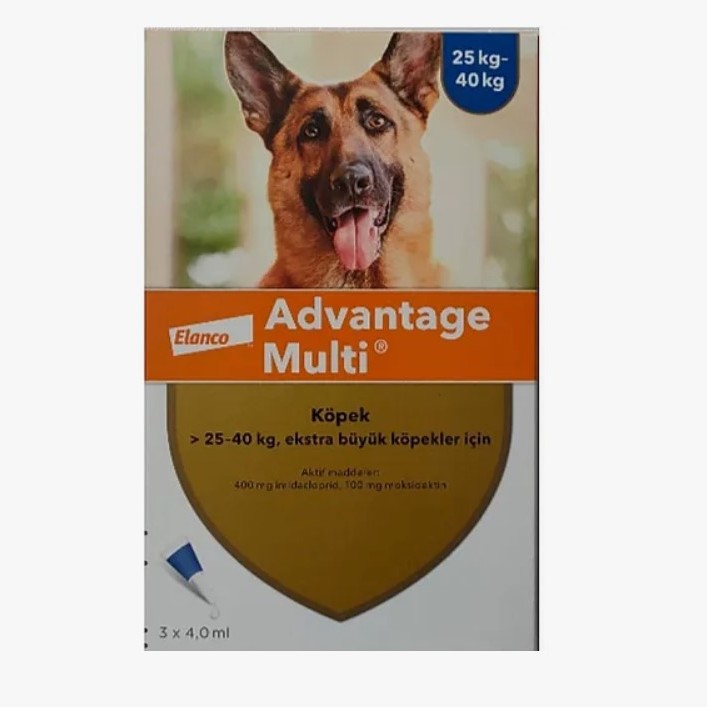 25 kg-
40 kg
Elanco
Advantage
Multi®
Köpek
> 25-40 kg, ekstra büyük köpekler için
Aktif maddeler:
400 mg imidacloprid, 100 mg moksidektin
3 x 4,0 ml